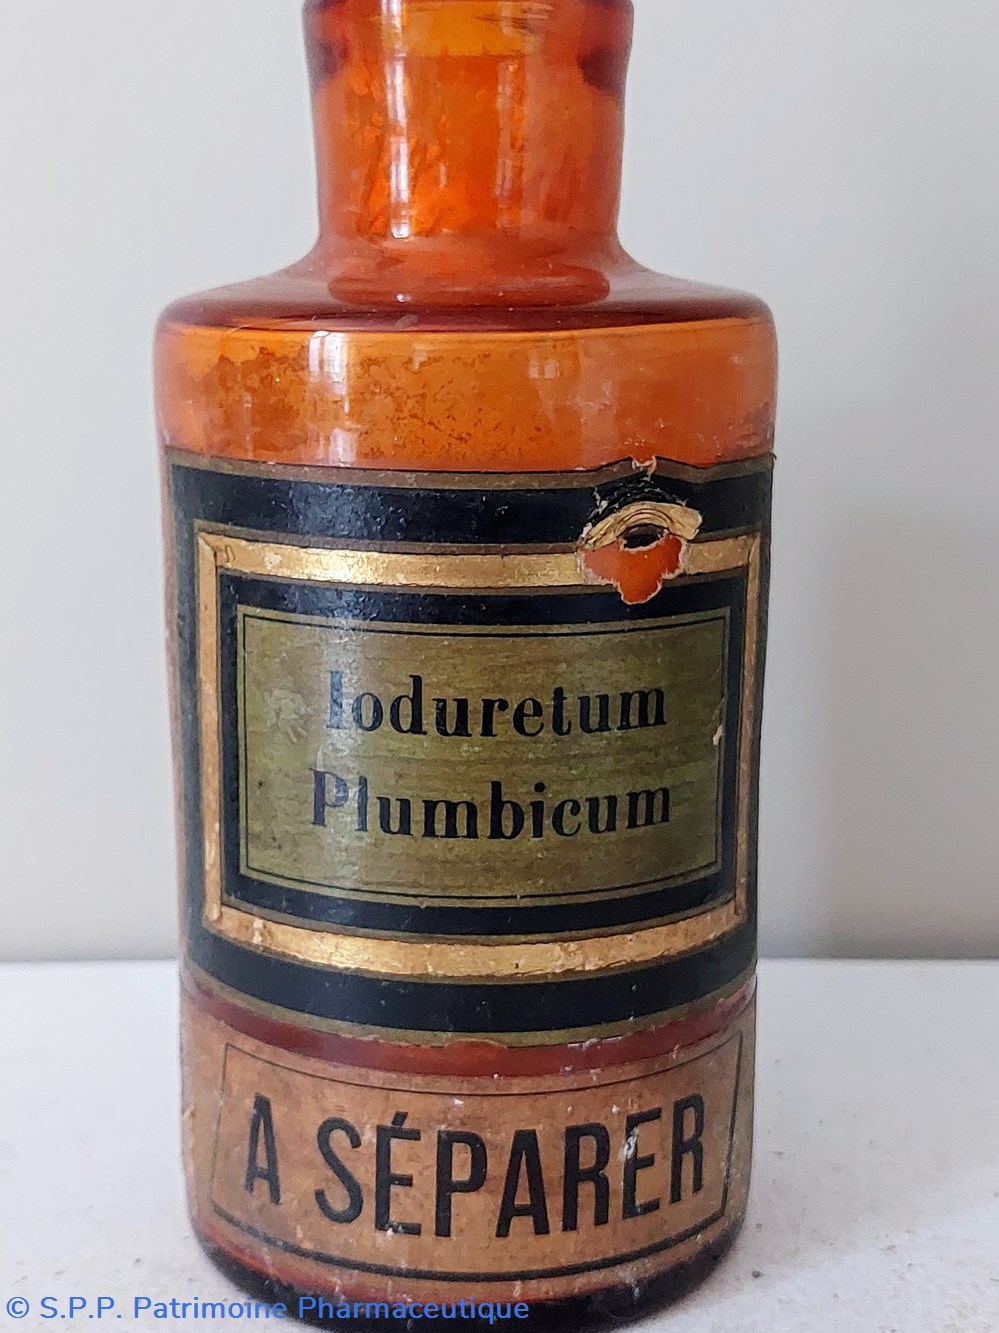 Ioduretum
Plumbicum
A SÉPARER
© S.P.P. Patrimoine Pharmaceutique